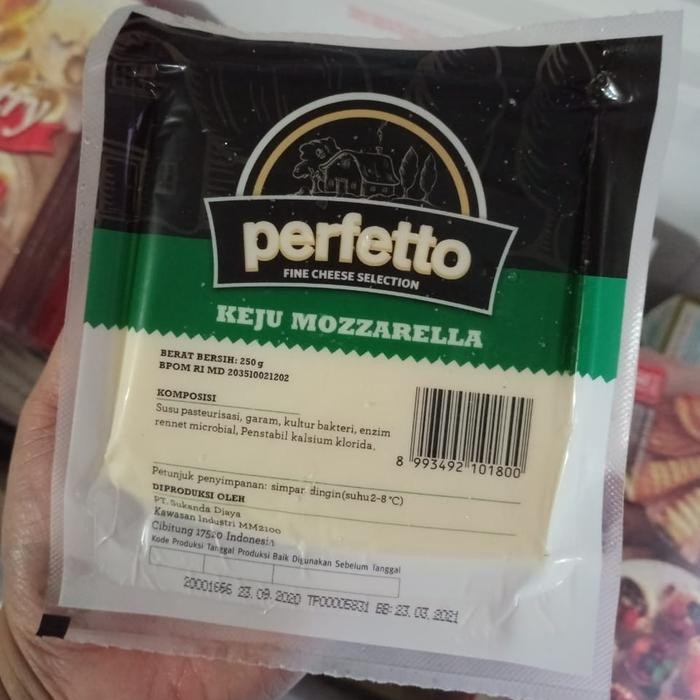 perfetto
FINE CHEESE SELECTION
KEJU MOZZARELLA
BERAT BERSIH: 250 g
BPOM RI MD 203510021202
KOMPOSISI
Susu pasteurisasi, garam, kultur bakteri, enzim
rennet microbial, Penstabil kalsium klorida.
8 993492 101800
Petunjuk penyimpanan: simpan dingin(suhu 2-8 °C)
DIPRODUKSI OLEH
PT. Sukanda Djaya
Kawasan Industri MM2100
Cibitung 17520 Indonesia
Kode Produksi Tanggal Produksi Baik Digunakan Sebelum Tanggal
20001666 23.09.2020 TP00005831 BB: 23.03.2021